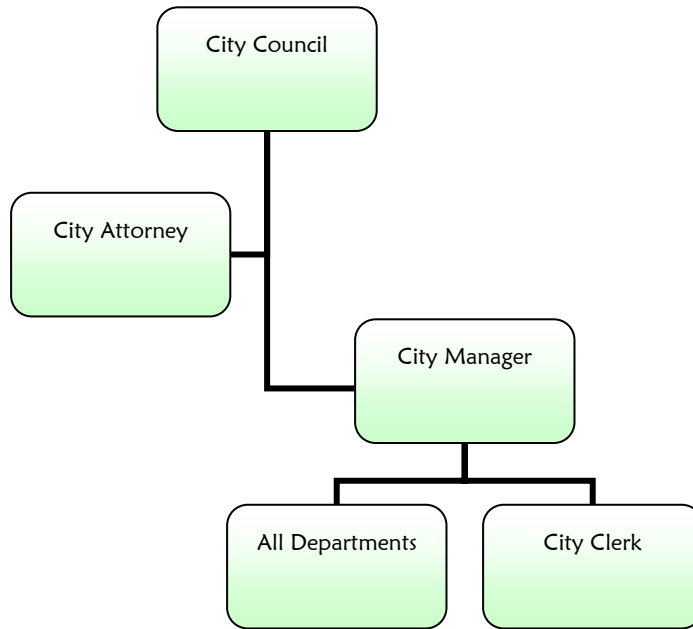 City Council
City Attorney
City Manager
All Departments
City Clerk